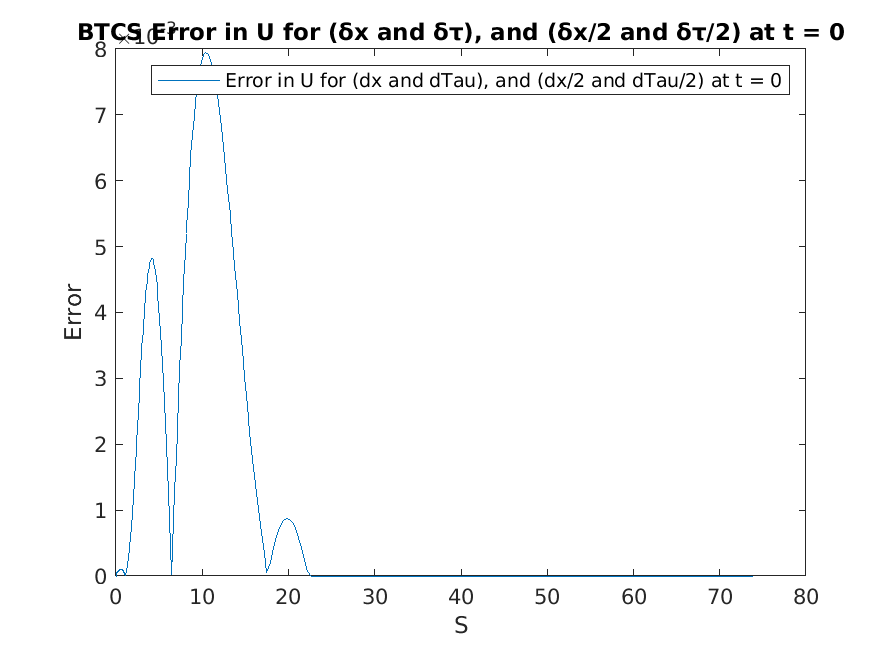 BTCS Error in U for (δx and δτ), and (δx/2 and δτ/2) at t = 0
×10⁻³
Error in U for (dx and dTau), and (dx/2 and dTau/2) at t = 0
8
7
6
5
4
3
2
1
0
Error
0 10 20 30 40 50 60 70 80
S